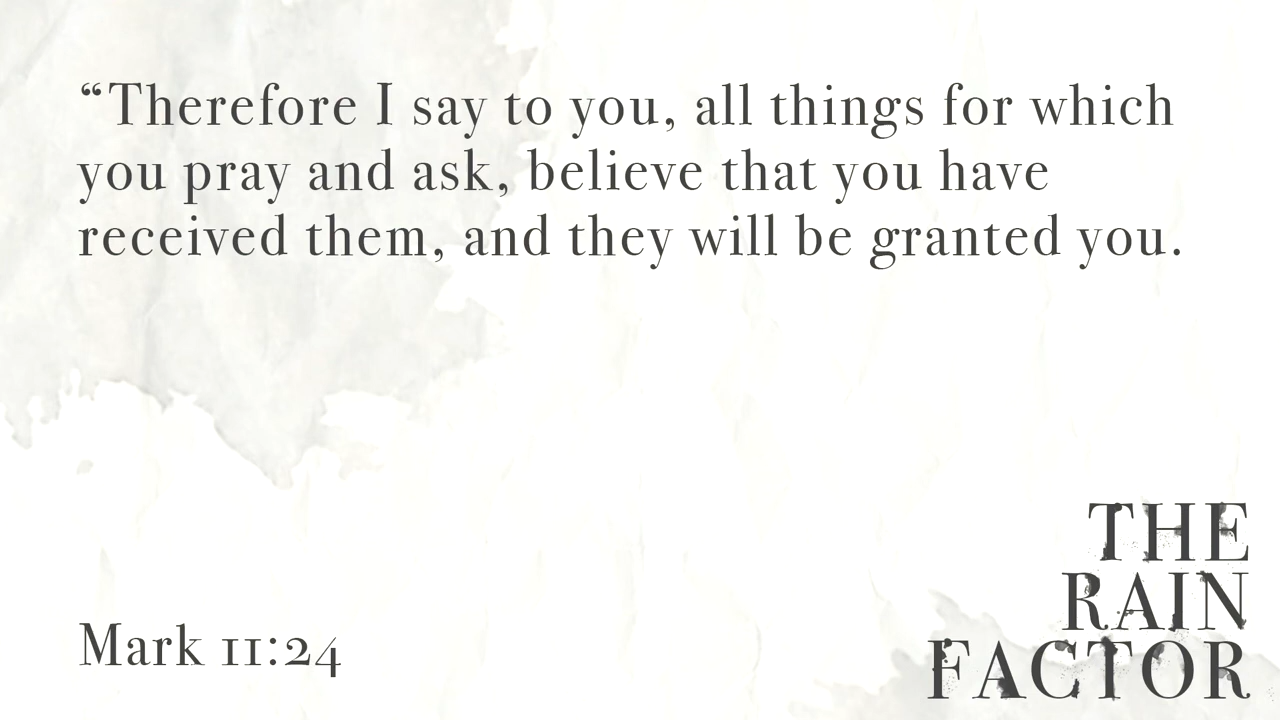 “Therefore I say to you, all things for which
you pray and ask, believe that you have
received them, and they will be granted you.
Mark 11:24
THE
RAIN
FACTOR